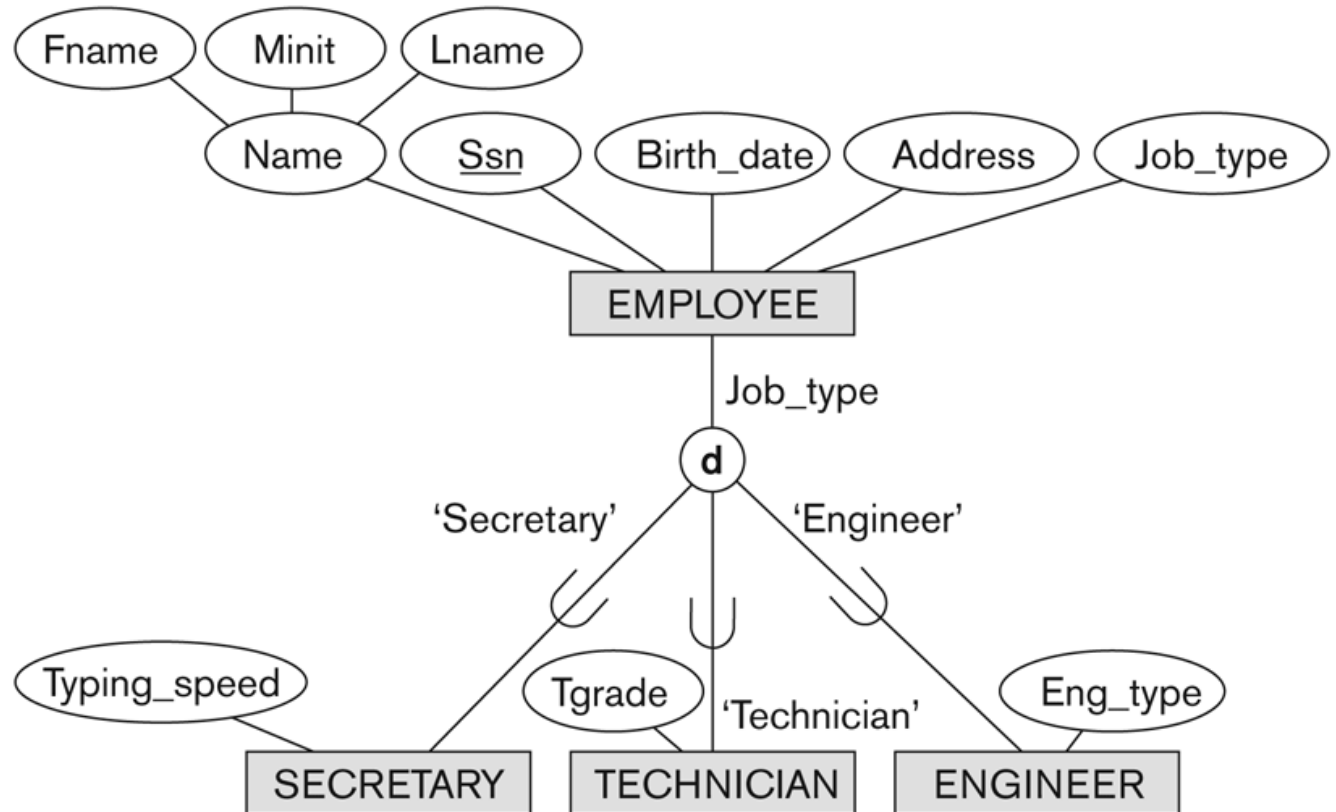 Fname
Minit
Lname
Name
Ssn
Birth_date
Address
Job_type
EMPLOYEE
Job_type
d
‘Secretary’
‘Engineer’
Typing_speed
Tgrade
‘Technician’
Eng_type
SECRETARY
TECHNICIAN
ENGINEER